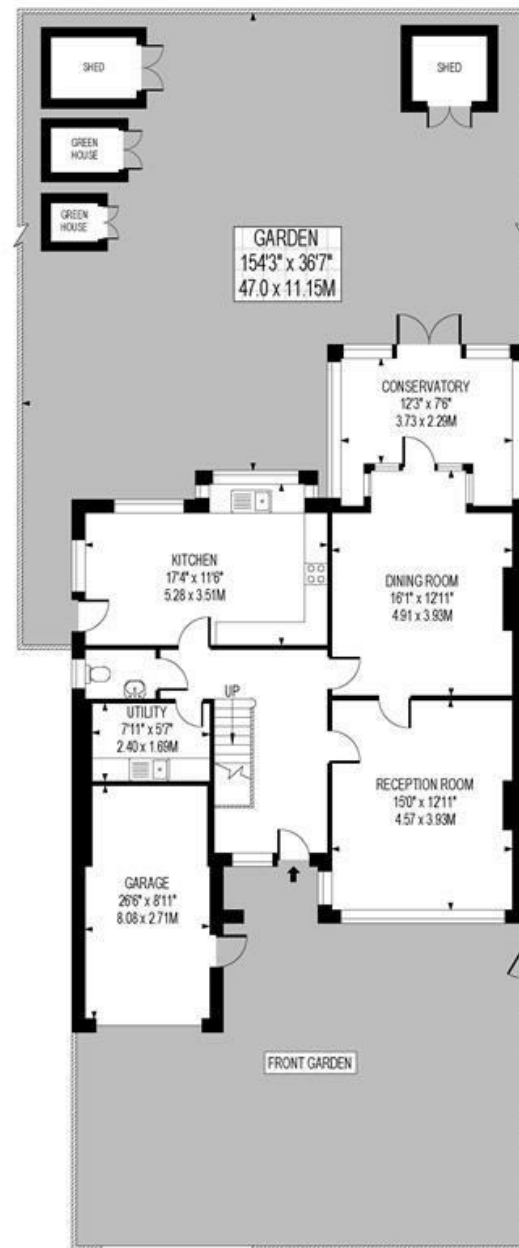 SHED
SHED
GREEN
HOUSE
GREEN
HOUSE
GARDEN
154'3" x 36'7"
47.0 x 11.15M
CONSERVATORY
12'3" x 7'6"
3.73 x 2.29M
KITCHEN
17'4" x 11'6"
5.28 x 3.51M
DINING ROOM
16'1" x 12'11"
4.91 x 3.93M
UP
UTILITY
7'11" x 5'7"
2.40 x 1.69M
RECEPTION ROOM
15'0" x 12'11"
4.57 x 3.93M
GARAGE
26'6" x 8'11"
8.08 x 2.71M
FRONT GARDEN